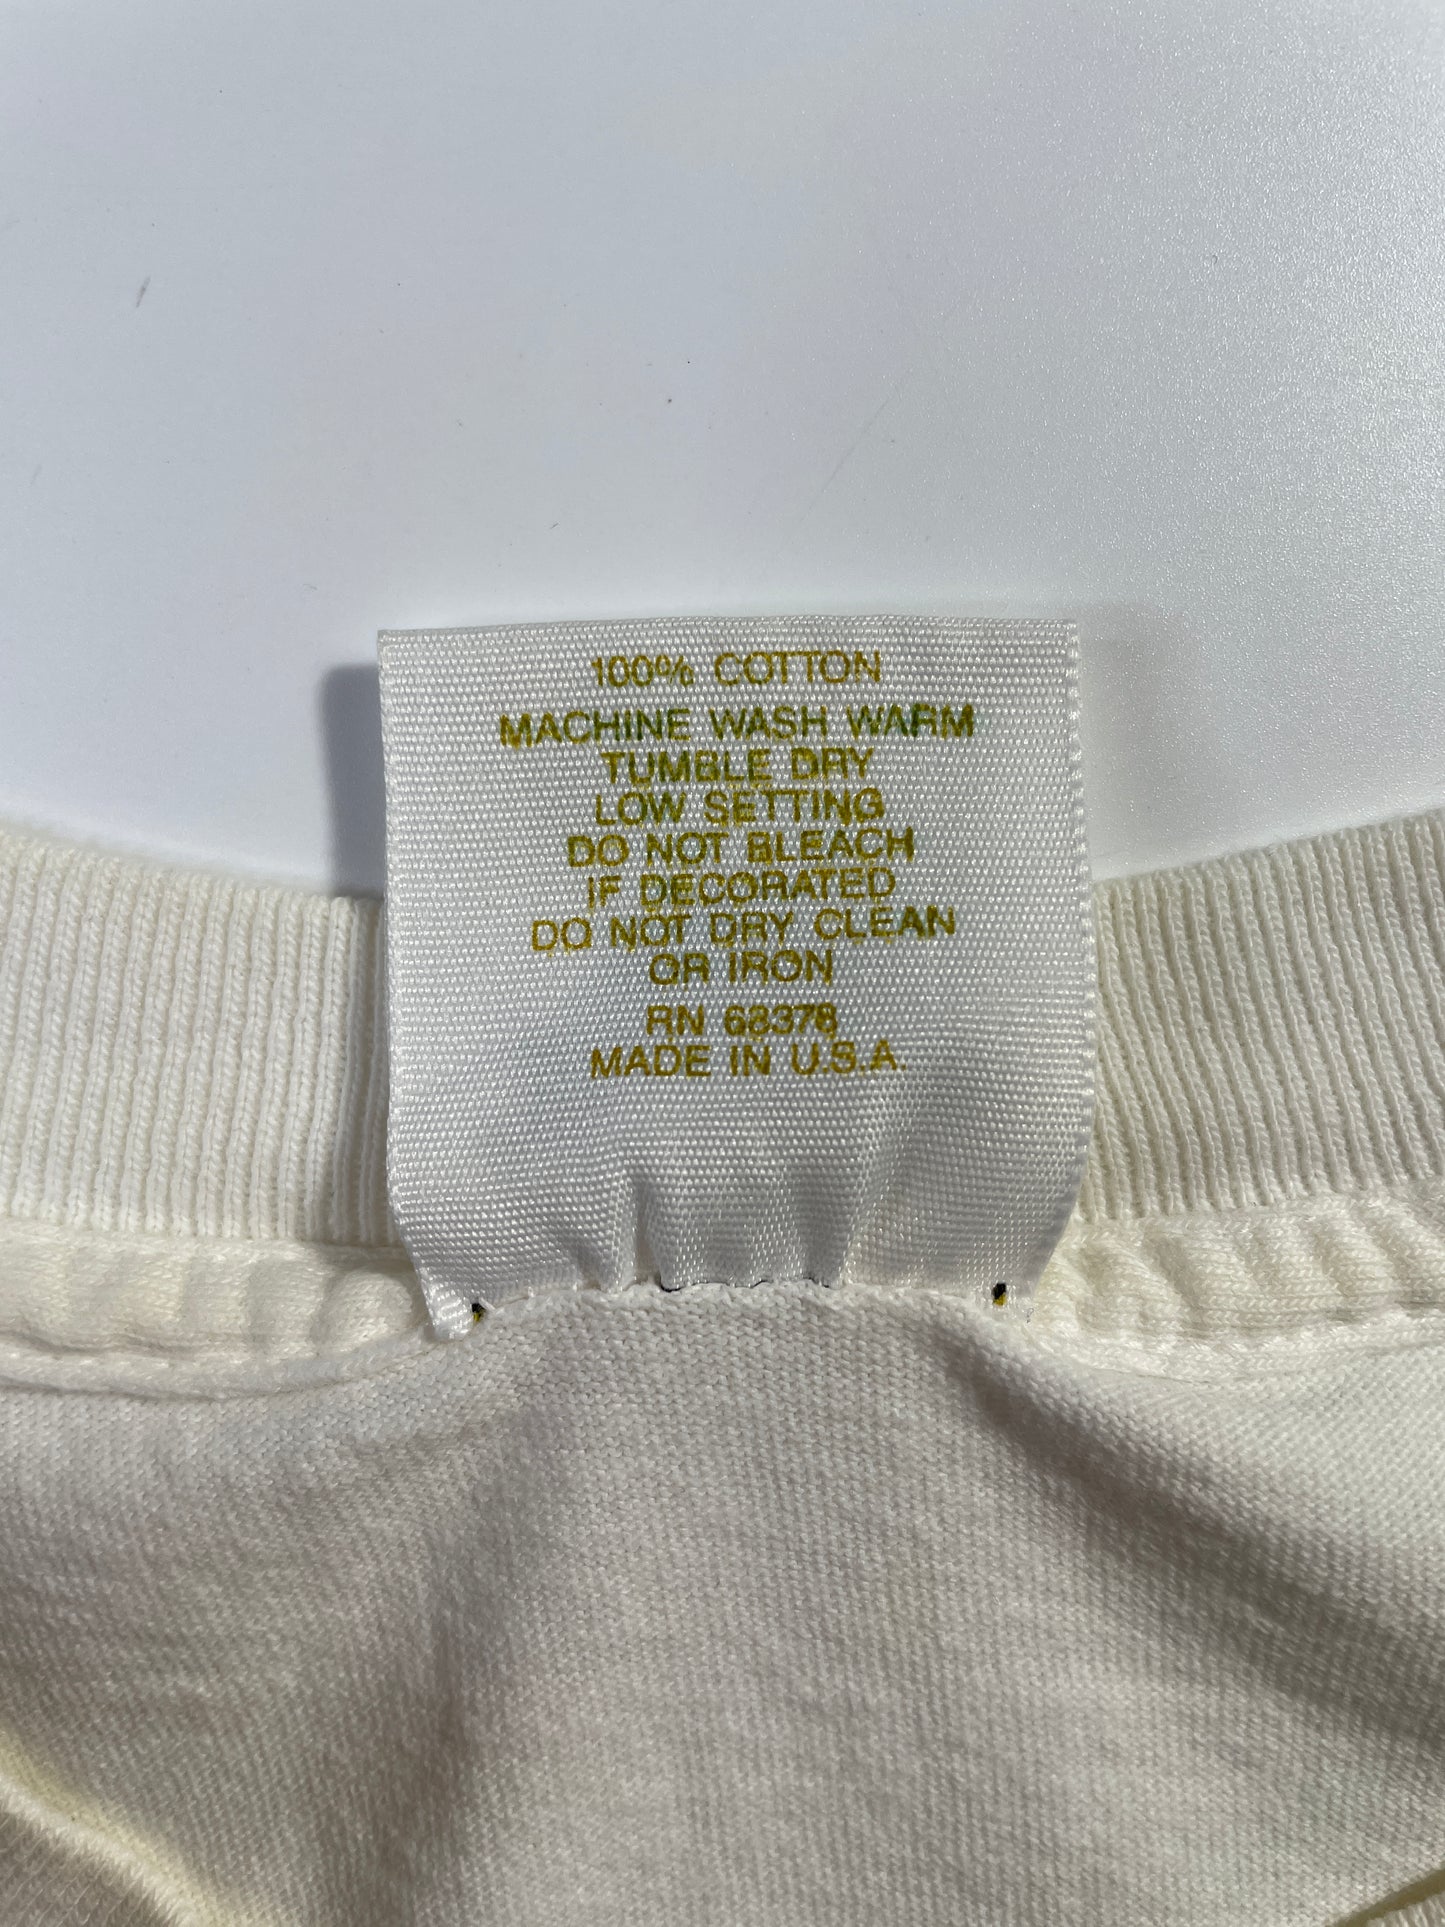 100% COTTON
MACHINE WASH WARM
TUMBLE DRY
LOW SETTING
DO NOT BLEACH
IF DECORATED
DO NOT DRY CLEAN
OR IRON
RN 68378
MADE IN U.S.A.